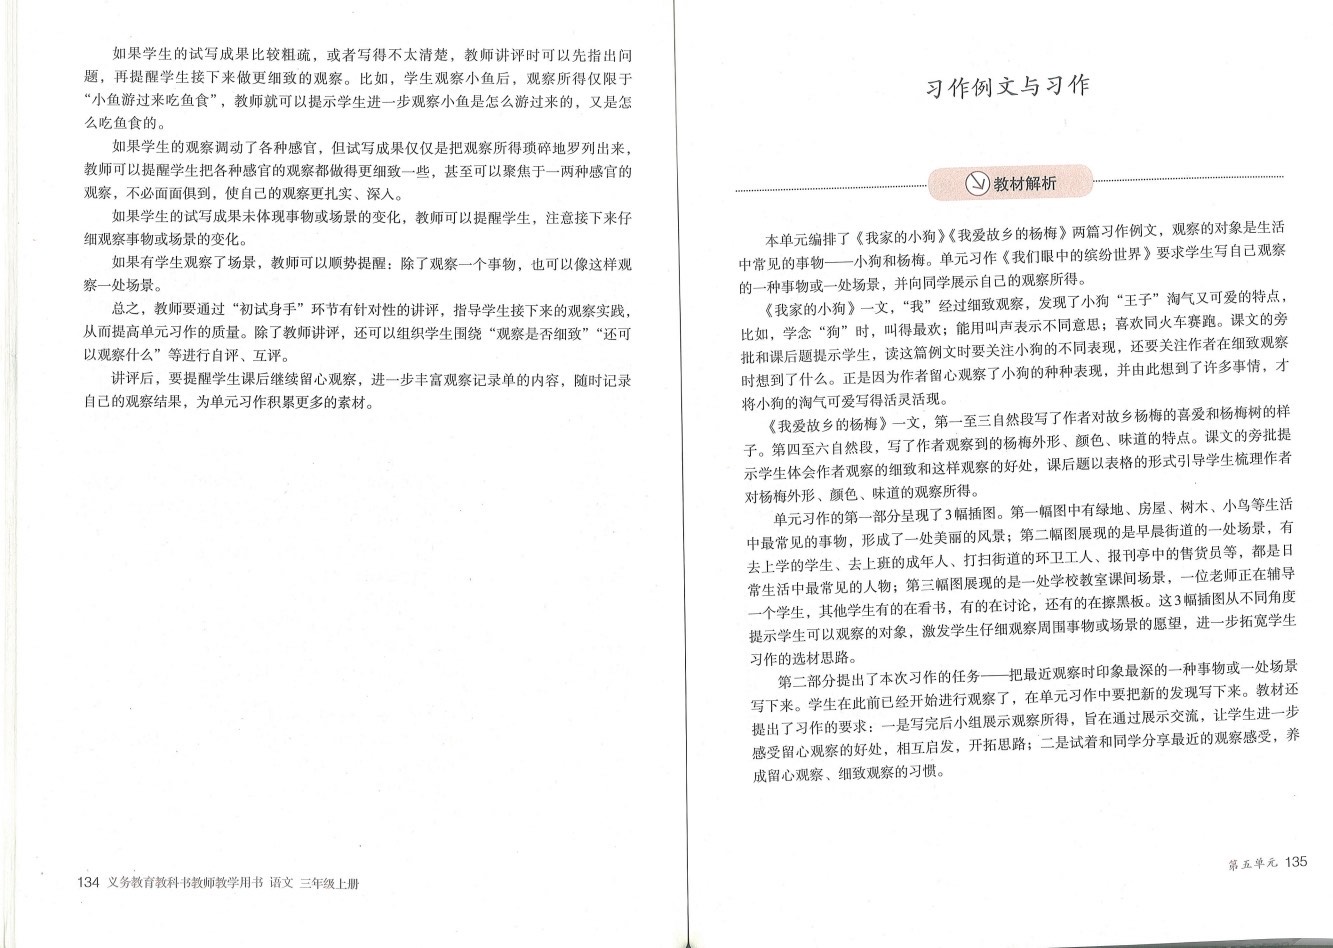 如果学生的试写成果比较粗疏，或者写得不太清楚，教师讲评时可以先指出问
题，再提醒学生接下来做更细致的观察。比如，学生观察小鱼后，观察所得仅限于
“小鱼游过来吃鱼食”，教师就可以提示学生进一步观察小鱼是怎么游过来的，又是怎
么吃鱼食的。
如果学生的观察调动了各种感官，但试写成果仅仅是把观察所得琐碎地罗列出来，
教师可以提醒学生把各种感官的观察都做得更细致一些，甚至可以聚焦于一两种感官的
观察，不必面面俱到，使自己的观察更扎实、深入。
如果学生的试写成果未体现事物或场景的变化，教师可以提醒学生，注意接下来仔
细观察事物或场景的变化。
如果有学生观察了场景，教师可以顺势提醒：除了观察一个事物，也可以像这样观
察一处场景。
总之，教师要通过“初试身手”环节有针对性的讲评，指导学生接下来的观察实践，
从而提高单元习作的质量。除了教师讲评，还可以组织学生围绕“观察是否细致”“还可
以观察什么”等进行自评、互评。
讲评后，要提醒学生课后继续留心观察，进一步丰富观察记录单的内容，随时记录
自己的观察结果，为单元习作积累更多的素材。
134 义务教育教科书教师教学用书 语文 三年级上册
习作例文与习作
教材解析
本单元编排了《我家的小狗》《我爱故乡的杨梅》两篇习作例文，观察的对象是生活
中常见的事物——小狗和杨梅。单元习作《我们眼中的缤纷世界》要求学生写自己观察
的一种事物或一处场景，并向同学展示自己的观察所得。
《我家的小狗》一文，“我”经过细致观察，发现了小狗“王子”淘气又可爱的特点，
比如，学念“狗”时，叫得最欢；能用叫声表示不同意思；喜欢同火车赛跑。课文的旁
批和课后题提示学生，读这篇例文时要关注小狗的不同表现，还要关注作者在细致观察
时想到了什么。正是因为作者留心观察了小狗的种种表现，并由此想到了许多事情，才
将小狗的淘气可爱写得活灵活现。
《我爱故乡的杨梅》一文，第一至三自然段写了作者对故乡杨梅的喜爱和杨梅树的样
子。第四至六自然段，写了作者观察到的杨梅外形、颜色、味道的特点。课文的旁批提
示学生体会作者观察的细致和这样观察的好处，课后题以表格的形式引导学生梳理作者
对杨梅外形、颜色、味道的观察所得。
单元习作的第一部分呈现了3幅插图。第一幅图中有绿地、房屋、树木、小鸟等生活
中最常见的事物，形成了一处美丽的风景；第二幅图展现的是早晨街道的一处场景，有
去上学的学生、去上班的成年人、打扫街道的环卫工人、报刊亭中的售货员等，都是日
常生活中最常见的人物；第三幅图展现的是一处学校教室课间场景，一位老师正在辅导
一个学生，其他学生有的在看书，有的在讨论，还有的在擦黑板。这3幅插图从不同角度
提示学生可以观察的对象，激发学生仔细观察周围事物或场景的愿望，进一步拓宽学生
习作的选材思路。
第二部分提出了本次习作的任务——把最近观察时印象最深的一种事物或一处场景
写下来。学生在此前已经开始进行观察了，在单元习作中要把新的发现写下来。教材还
提出了习作的要求：一是写完后小组展示观察所得，旨在通过展示交流，让学生进一步
感受留心观察的好处，相互启发，开拓思路；二是试着和同学分享最近的观察感受，养
成留心观察、细致观察的习惯。
第五单元 135